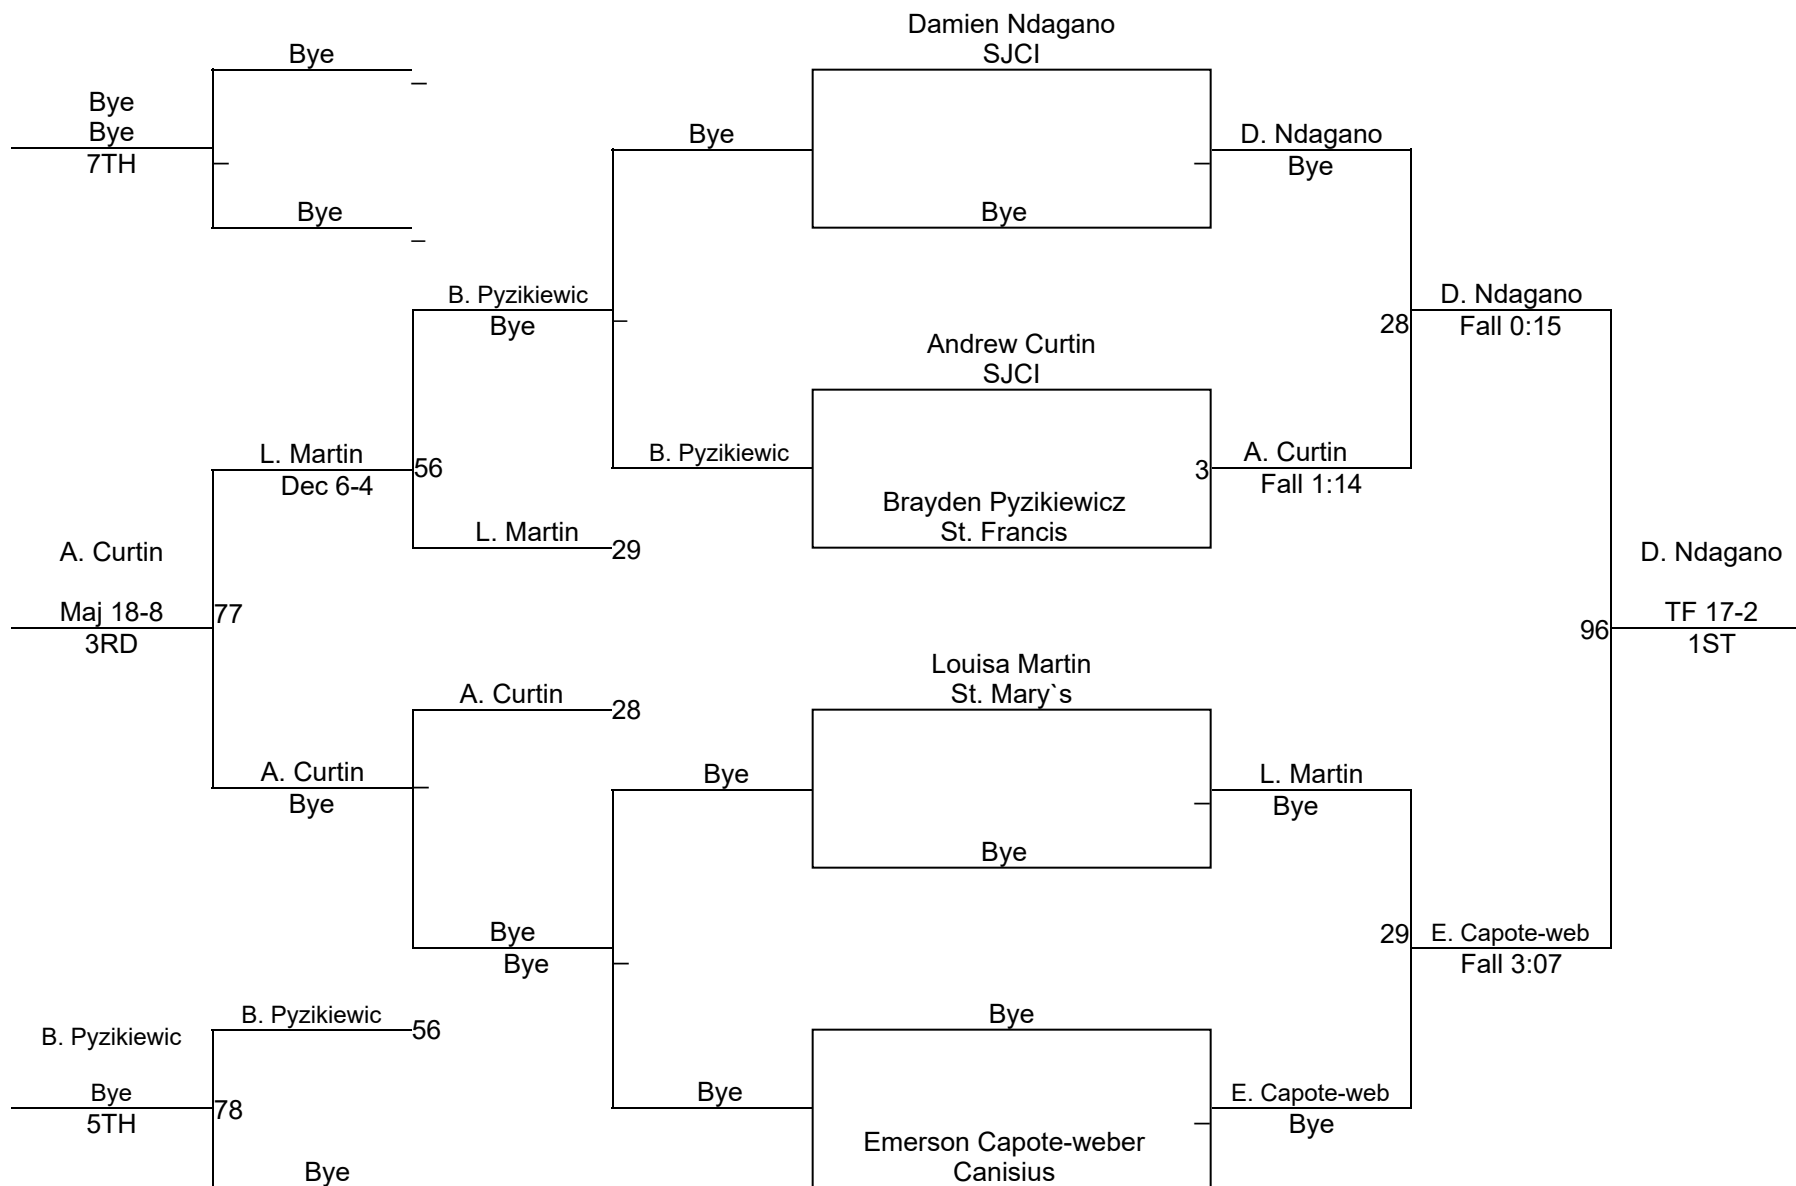 Damien Ndagano
SJCI
Bye
Bye
Bye
7TH
Bye
D. Ndagano
Bye
Bye
Bye
B. Pyzikiewic
Bye
D. Ndagano
28
Fall 0:15
Andrew Curtin
SJCI
L. Martin
56
Dec 6-4
B. Pyzikiewic
3
A. Curtin
Fall 1:14
Brayden Pyzikiewicz
St. Francis
L. Martin
29
A. Curtin
Maj 18-8
77
3RD
D. Ndagano
96
TF 17-2
1ST
Louisa Martin
St. Mary`s
A. Curtin
28
A. Curtin
Bye
Bye
L. Martin
Bye
Bye
Bye
Bye
29
E. Capote-web
Fall 3:07
B. Pyzikiewic
56
Bye
B. Pyzikiewic
Bye
78
5TH
Bye
E. Capote-web
Bye
Emerson Capote-weber
Canisius
Bye